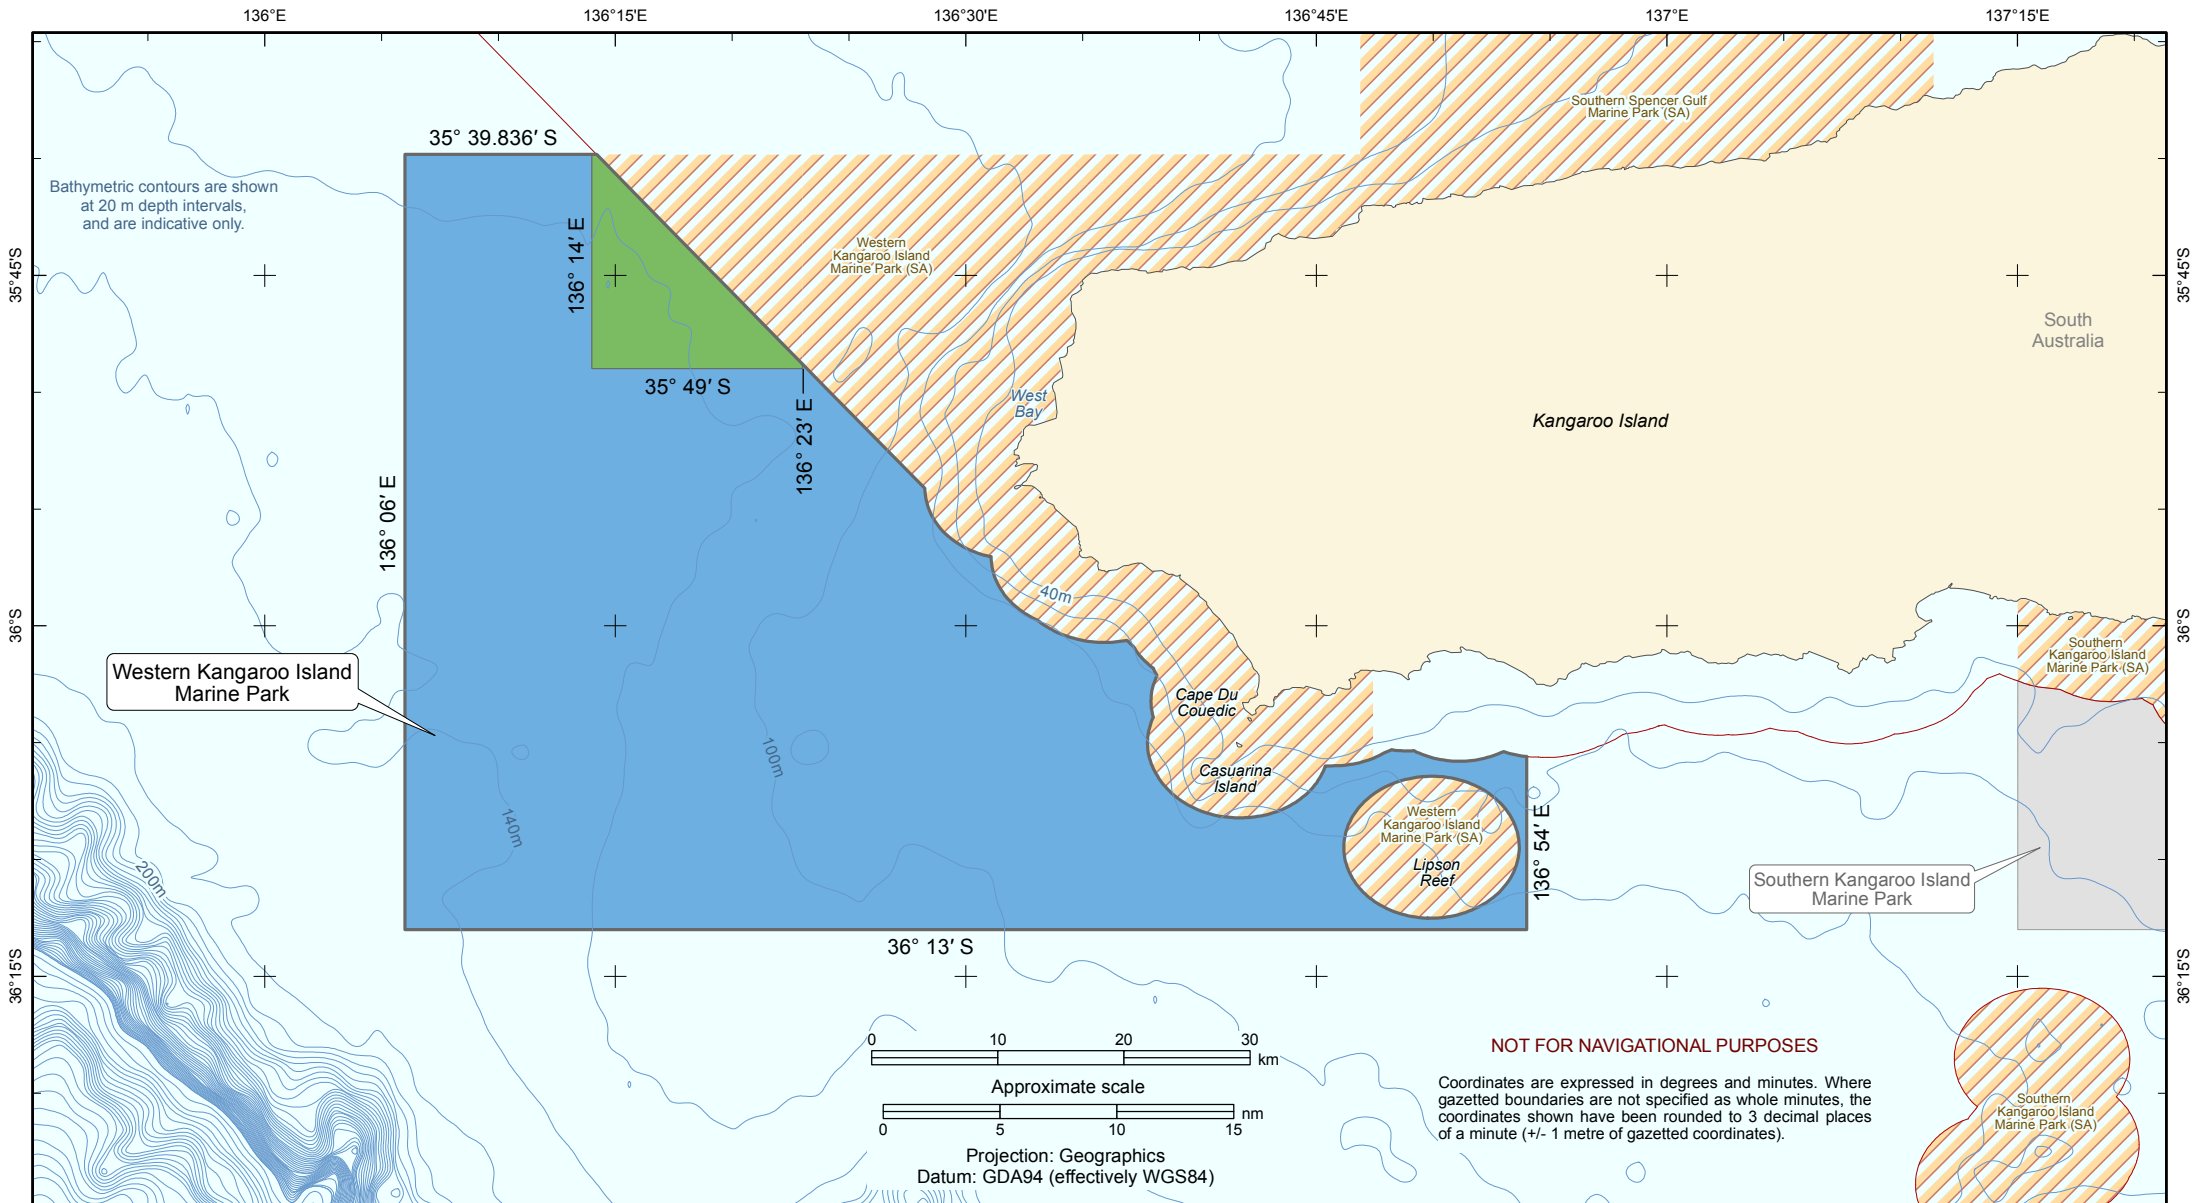 136°E
136°15'E
136°30'E
136°45'E
137°E
137°15'E
Southern Spencer Gulf
Marine Park (SA)
35° 39.836′ S
Bathymetric contours are shown
at 20 m depth intervals,
and are indicative only.
136° 14′ E
Western
Kangaroo Island
Marine Park (SA)
35°45'S
35°45'S
South
Australia
35° 49′ S
136° 23′ E
West
Bay
Kangaroo Island
136° 06′ E
40m
36°S
36°S
Southern
Kangaroo Island
Marine Park (SA)
Western Kangaroo Island
Marine Park
Cape Du
Couedic
100m
Casuarina
Island
140m
Western
Kangaroo Island
Marine Park (SA)
Lipson
Reef
136° 54′ E
200m
Southern Kangaroo Island
Marine Park
36° 13′ S
36°15'S
36°15'S
0 10 20 30
km
Approximate scale
nm
0 5 10 15
Projection: Geographics
Datum: GDA94 (effectively WGS84)
NOT FOR NAVIGATIONAL PURPOSES
Coordinates are expressed in degrees and minutes. Where
gazetted boundaries are not specified as whole minutes, the
coordinates shown have been rounded to 3 decimal places
of a minute (+/- 1 metre of gazetted coordinates).
Southern
Kangaroo Island
Marine Park (SA)